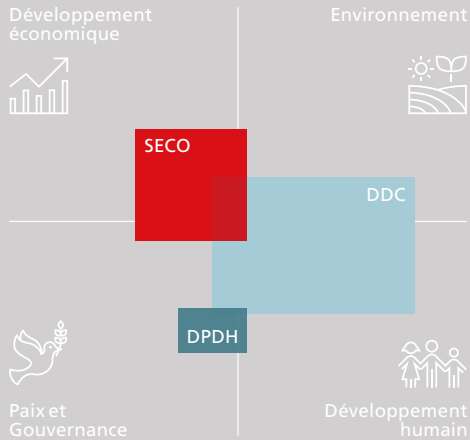 Développement
économique
Environnement
SECO
DDC
DPDH
Paix et
Gouvernance
Développement
humain